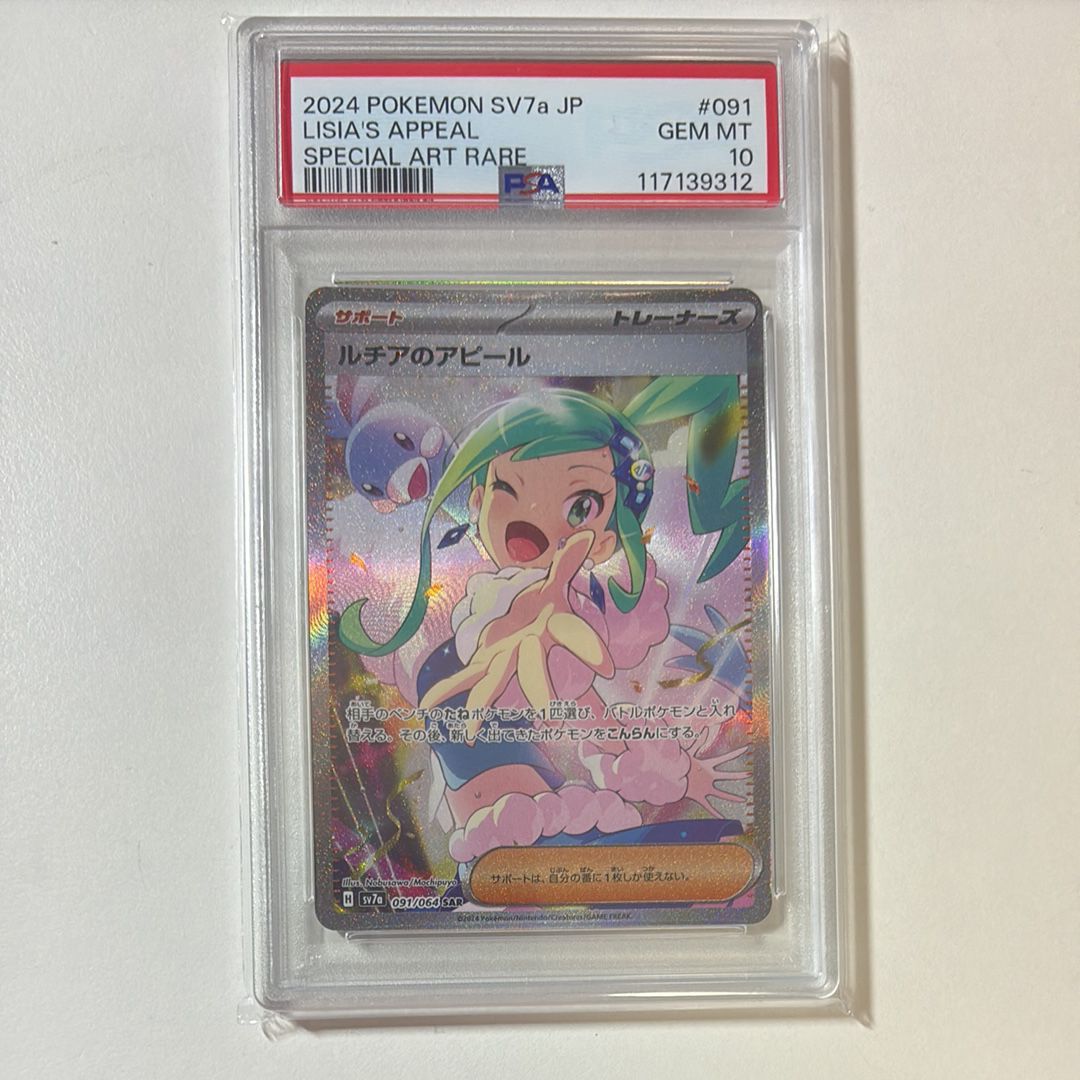 2024 POKEMON SV7a JP #091
LISIA'S APPEAL GEM MT
SPECIAL ART RARE 10
PSA 117139312
サポート トレーナーズ
ルチアのアピール
相手のベンチのたねポケモンを1匹選び、バトルポケモンと入れ
替える。その後、新しく出てきたポケモンをこんらんにする。
サポートは、自分の番に1枚しか使えない。
Illus. Nobusawa/Mochipuyo
H sv7a 091/064 SAR
©2024 Pokémon/Nintendo/Creatures/GAME FREAK.